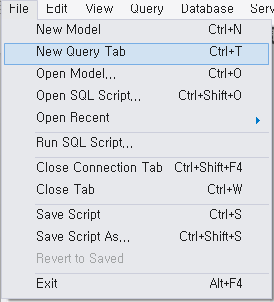 File Edit View Query Database Serv
New Model Ctrl+N
New Query Tab Ctrl+T
Open Model... Ctrl+O
Open SQL Script... Ctrl+Shift+O
Open Recent
Run SQL Script...
Close Connection Tab Ctrl+Shift+F4
Close Tab Ctrl+W
Save Script Ctrl+S
Save Script As... Ctrl+Shift+S
Revert to Saved
Exit Alt+F4